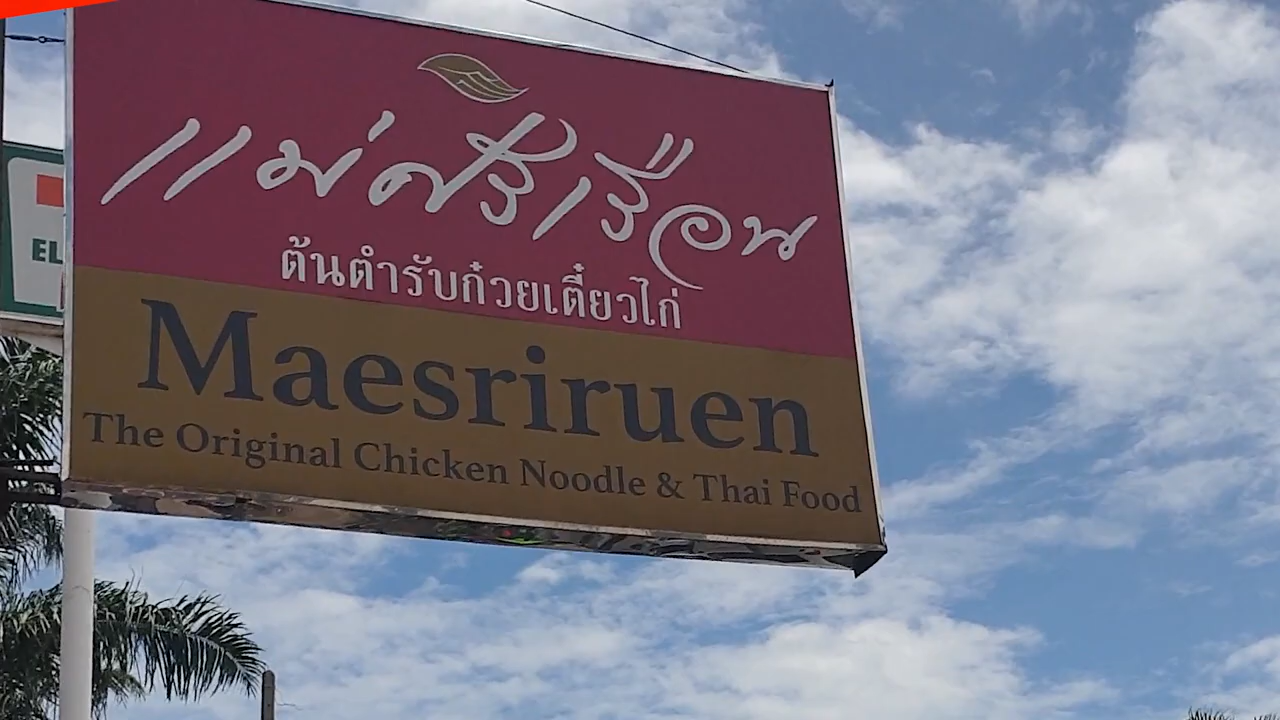 แม่ศรีเรือน
ต้นตำรับก๋วยเตี๋ยวไก่
Maesriruen
The Original Chicken Noodle & Thai Food
EL